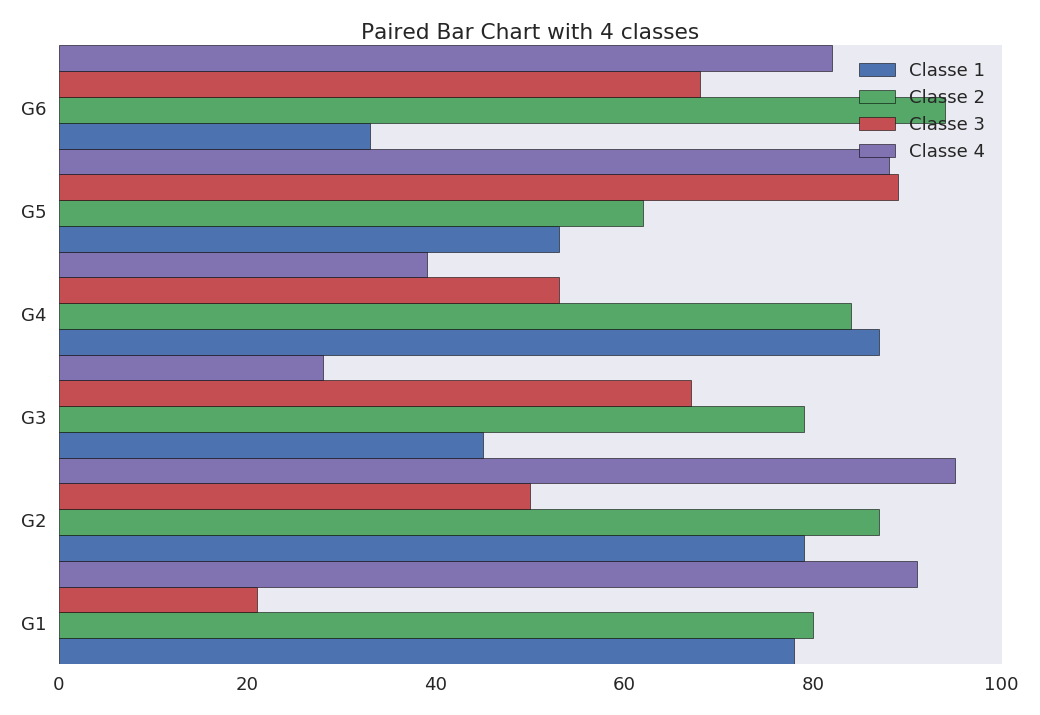 Paired Bar Chart with 4 classes
Classe 1
Classe 2
Classe 3
Classe 4
G6
G5
G4
G3
G2
G1
0 20 40 60 80 100